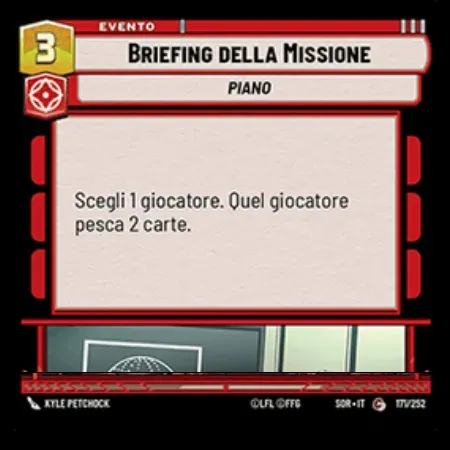 EVENTO
3
BRIEFING DELLA MISSIONE
PIANO
Scegli 1 giocatore. Quel giocatore
pesca 2 carte.
KYLE PETCHOCK ©LFL ©FFG SOR • IT C 171/252